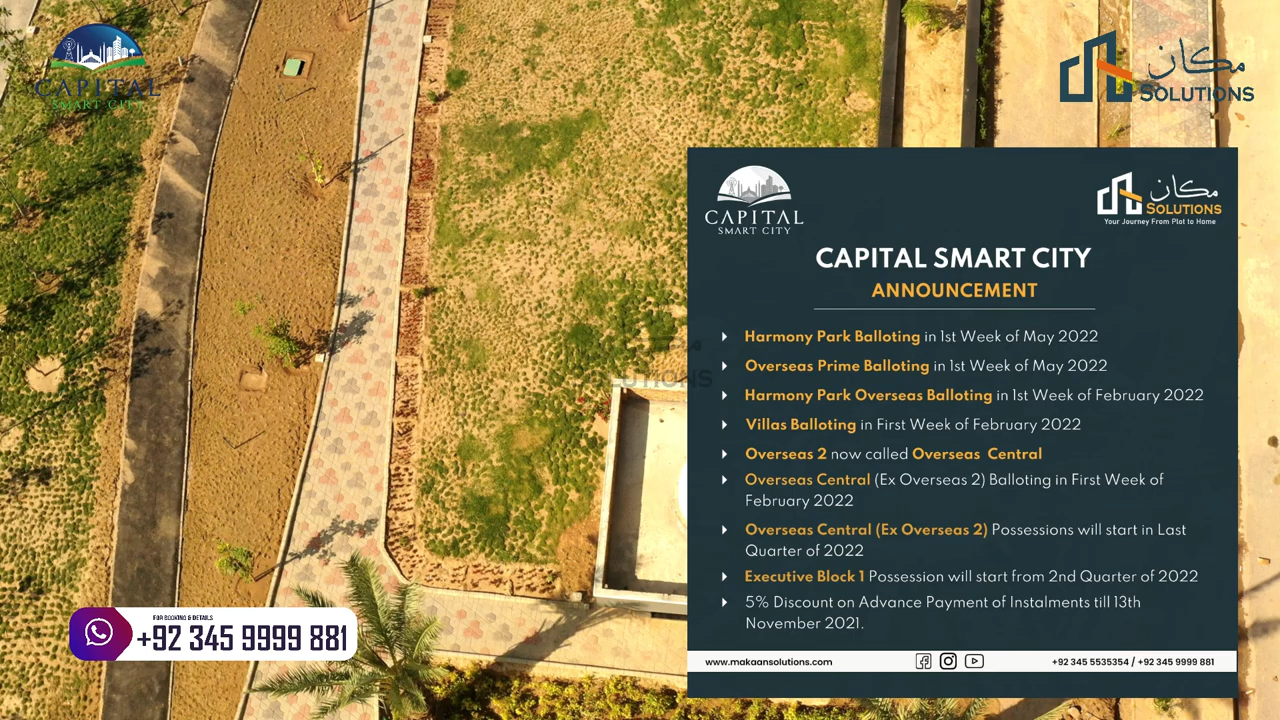 CAPITAL
SMART CITY
مكان
SOLUTIONS
CAPITAL
SMART CITY
مكان
SOLUTIONS
Your Journey From Plot to Home
CAPITAL SMART CITY
ANNOUNCEMENT
Harmony Park Balloting in 1st Week of May 2022
Overseas Prime Balloting in 1st Week of May 2022
Harmony Park Overseas Balloting in 1st Week of February 2022
Villas Balloting in First Week of February 2022
Overseas 2 now called Overseas Central
Overseas Central (Ex Overseas 2) Balloting in First Week of
February 2022
Overseas Central (Ex Overseas 2) Possessions will start in Last
Quarter of 2022
Executive Block 1 Possession will start from 2nd Quarter of 2022
5% Discount on Advance Payment of Instalments till 13th
November 2021.
www.makaansolutions.com
+92 345 5535354 / +92 345 9999 881
FOR BOOKING & DETAILS
+92 345 9999 881